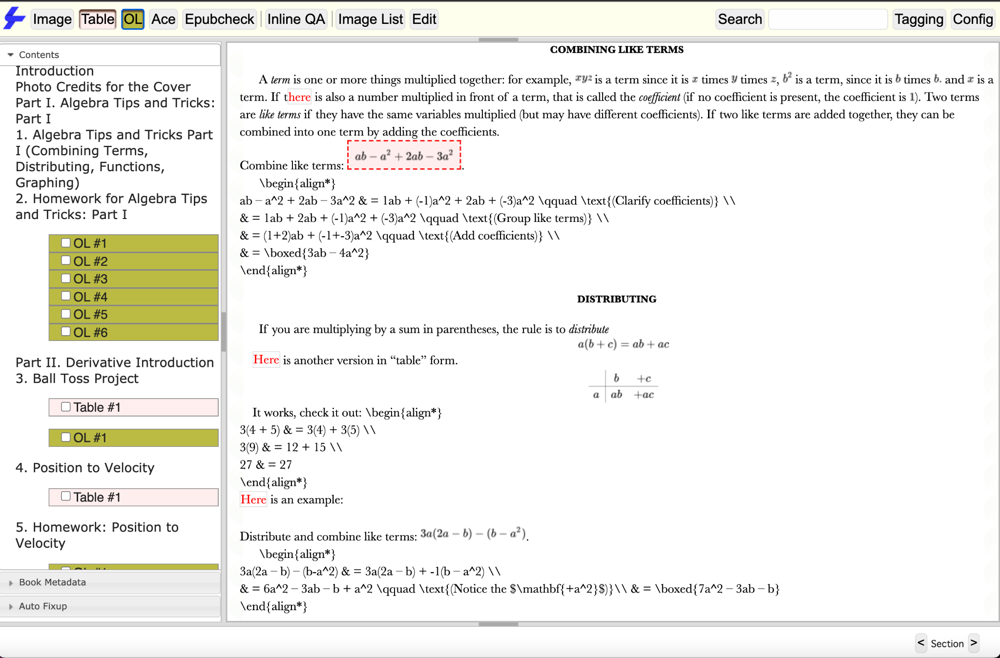 Image Table OL Ace Epubcheck Inline QA Image List Edit Search Tagging Config
Contents
Introduction
Photo Credits for the Cover
Part I. Algebra Tips and Tricks:
Part I
1. Algebra Tips and Tricks Part
I (Combining Terms,
Distributing, Functions,
Graphing)
2. Homework for Algebra Tips
and Tricks: Part I
OL #1
OL #2
OL #3
OL #4
OL #5
OL #6
Part II. Derivative Introduction
3. Ball Toss Project
Table #1
OL #1
4. Position to Velocity
Table #1
5. Homework: Position to
Velocity
Book Metadata
Auto Fixup
COMBINING LIKE TERMS
A term is one or more things multiplied together: for example, xyz is a term since it is x times y times z, b² is a term, since it is b times b. and x is a
term. If there is also a number multiplied in front of a term, that is called the coefficient (if no coefficient is present, the coefficient is 1). Two terms
are like terms if they have the same variables multiplied (but may have different coefficients). If two like terms are added together, they can be
combined into one term by adding the coefficients.
Combine like terms: ab – a² + 2ab – 3a².
\begin{align*}
ab – a^2 + 2ab – 3a^2 & = 1ab + (-1)a^2 + 2ab + (-3)a^2 \qquad \text{(Clarify coefficients)} \\
& = 1ab + 2ab + (-1)a^2 + (-3)a^2 \qquad \text{(Group like terms)} \\
& = (1+2)ab + (-1+-3)a^2 \qquad \text{(Add coefficients)} \\
& = \boxed{3ab – 4a^2}
\end{align*}
DISTRIBUTING
If you are multiplying by a sum in parentheses, the rule is to distribute
a(b + c) = ab + ac
Here is another version in “table” form.
b +c
a ab +ac
It works, check it out: \begin{align*}
3(4 + 5) & = 3(4) + 3(5) \\
3(9) & = 12 + 15 \\
27 & = 27
\end{align*}
Here is an example:
Distribute and combine like terms: 3a(2a – b) – (b – a²).
\begin{align*}
3a(2a – b) – (b-a^2) & = 3a(2a – b) + -1(b – a^2) \\
& = 6a^2 – 3ab – b + a^2 \qquad \text{(Notice the $\mathbf{+a^2}$)}\\ & = \boxed{7a^2 – 3ab – b}
\end{align*}
< Section >